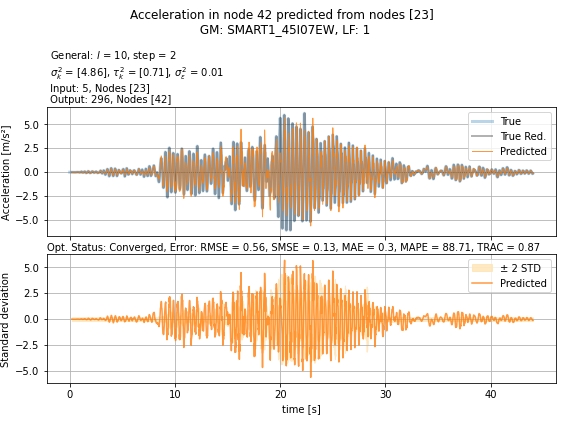 Acceleration in node 42 predicted from nodes [23]
GM: SMART1_45I07EW, LF: 1
General: l = 10, step = 2
σ²ₖ = [4.86], τ²ₖ = [0.71], σ²ε = 0.01
Input: 5, Nodes [23]
Output: 296, Nodes [42]
Acceleration [m/s²]
5.0
2.5
0.0
−2.5
−5.0
True
True Red.
Predicted
Opt. Status: Converged, Error: RMSE = 0.56, SMSE = 0.13, MAE = 0.3, MAPE = 88.71, TRAC = 0.87
Standard deviation
5.0
2.5
0.0
−2.5
−5.0
± 2 STD
Predicted
0 10 20 30 40
time [s]